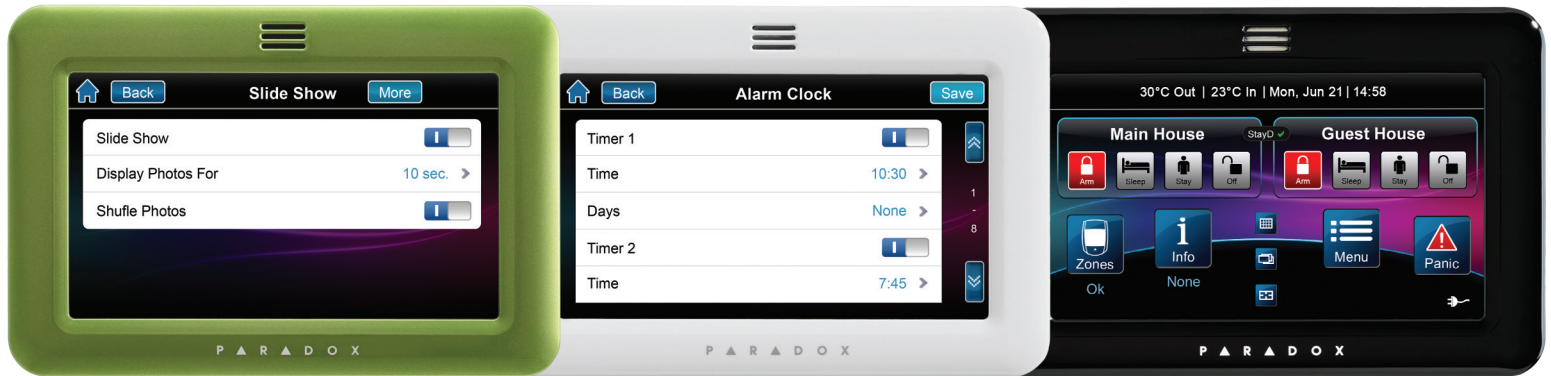 Back Slide Show More
Slide Show
Display Photos For 10 sec.
Shufle Photos
PARADOX
Back Alarm Clock Save
Timer 1
Time 10:30
Days None
Timer 2
Time 7:45
1
-
8
PARADOX
30°C Out | 23°C In | Mon, Jun 21 | 14:58
Main House StayD Guest House
Arm Sleep Stay Off Arm Sleep Stay Off
Zones Info Menu Panic
Ok None
PARADOX